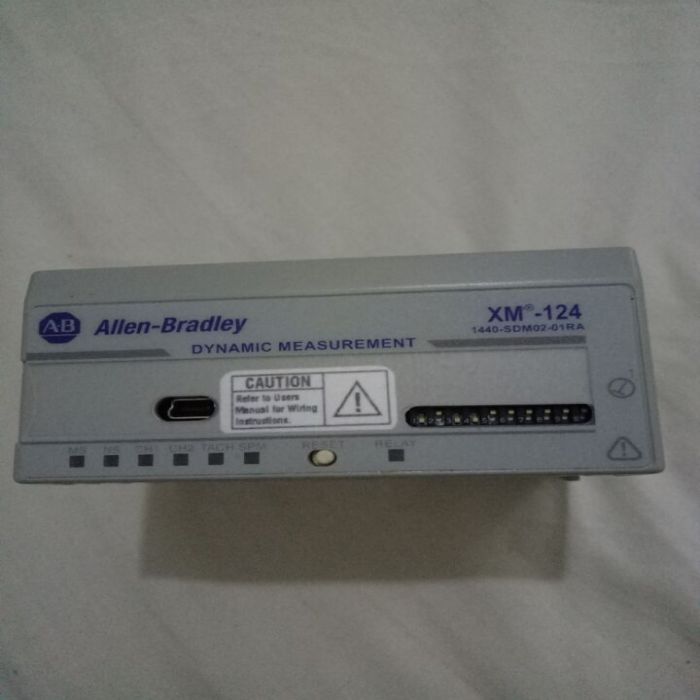 A-B Allen-Bradley
XM®-124
1440-SDM02-01RA
DYNAMIC MEASUREMENT
CAUTION
Refer to Users
Manual for Wiring
Instructions.
MS NS CH1 CH2 TACH SPM RESET RELAY